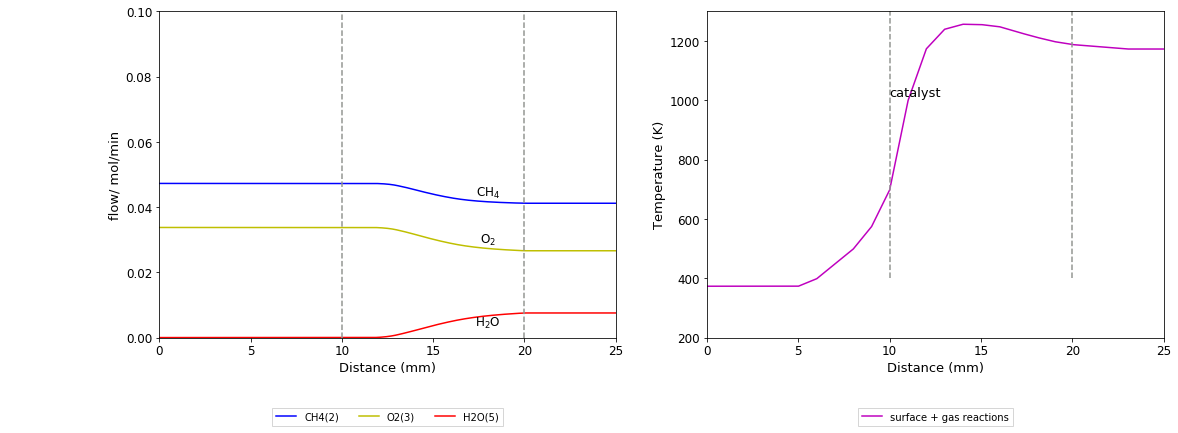 0.10
0.08
0.06
0.04
0.02
0.00
flow/ mol/min
CH₄
O₂
H₂O
0 5 10 15 20 25
Distance (mm)
CH4(2) O2(3) H2O(5)
1200
1000
800
600
400
200
Temperature (K)
catalyst
0 5 10 15 20 25
Distance (mm)
surface + gas reactions